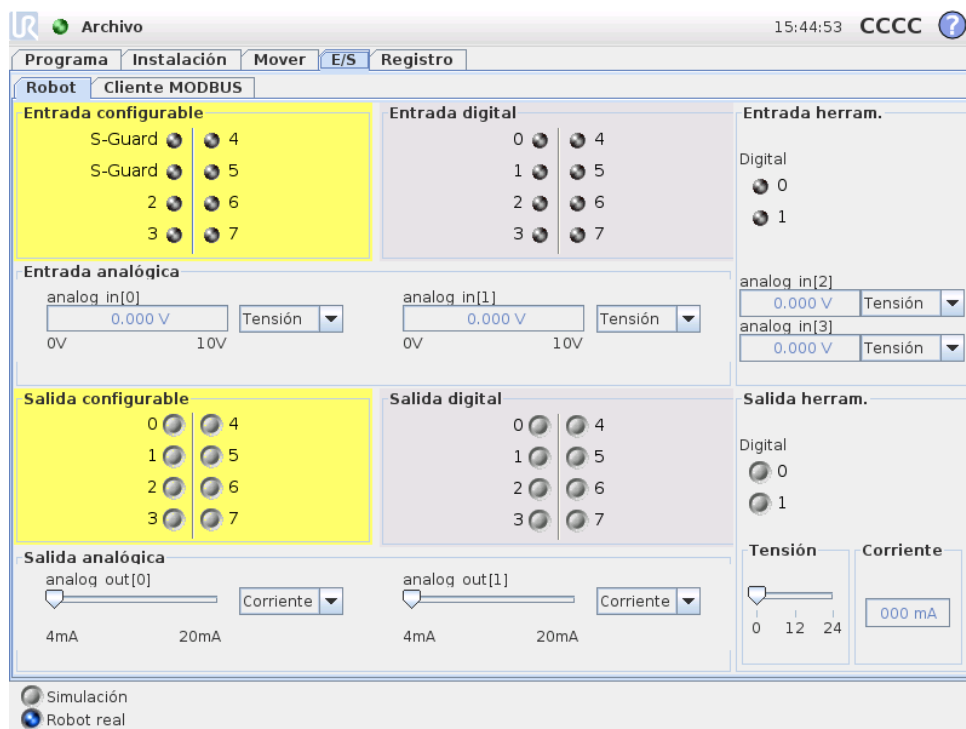 UR Archivo 15:44:53 CCCC ?
Programa Instalación Mover E/S Registro
Robot Cliente MODBUS
Entrada configurable
S-Guard 4
S-Guard 5
2 6
3 7
Entrada digital
0 4
1 5
2 6
3 7
Entrada herram.
Digital
0
1
analog in[2]
0.000 V Tensión
analog in[3]
0.000 V Tensión
Entrada analógica
analog in[0]
0.000 V Tensión
0V 10V
analog in[1]
0.000 V Tensión
0V 10V
Salida configurable
0 4
1 5
2 6
3 7
Salida digital
0 4
1 5
2 6
3 7
Salida herram.
Digital
0
1
Tensión
0 12 24
Corriente
000 mA
Salida analógica
analog out[0]
Corriente
4mA 20mA
analog out[1]
Corriente
4mA 20mA
Simulación
Robot real